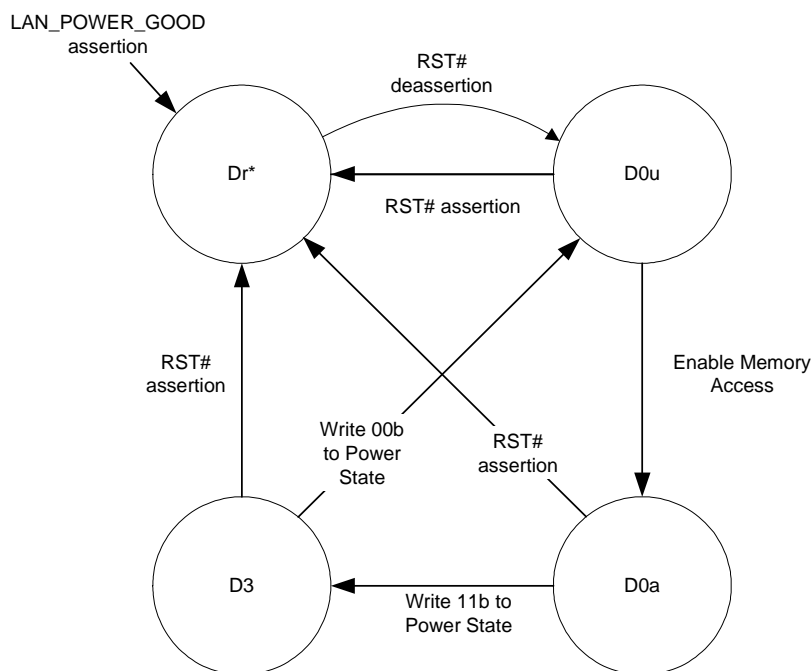 LAN_POWER_GOOD
assertion
RST#
deassertion
Dr*
D0u
RST# assertion
RST#
assertion
Enable Memory
Access
Write 00b
to Power
State
RST#
assertion
D3
D0a
Write 11b to
Power State